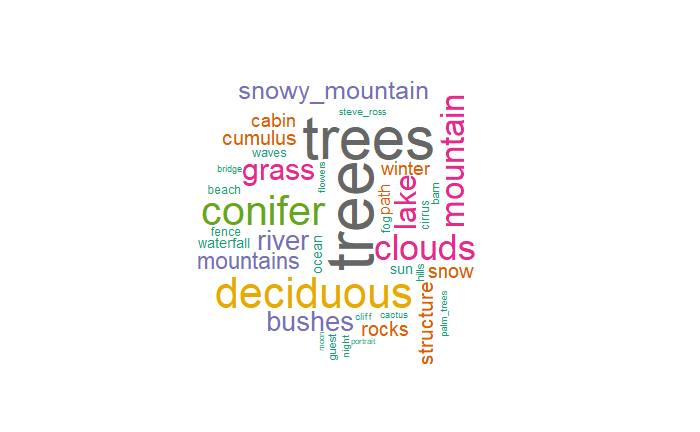 snowy_mountain
steve_ross
cabin
trees
mountain
cumulus
waves
bridge
grass
flowers
tree
winter
beach
conifer
fog
path
lake
cirrus
barn
fence
river
waterfall
ocean
clouds
mountains
sun
hills
snow
deciduous
bushes
cliff
cactus
rocks
structure
palm_trees
moon
guest
night
portrait